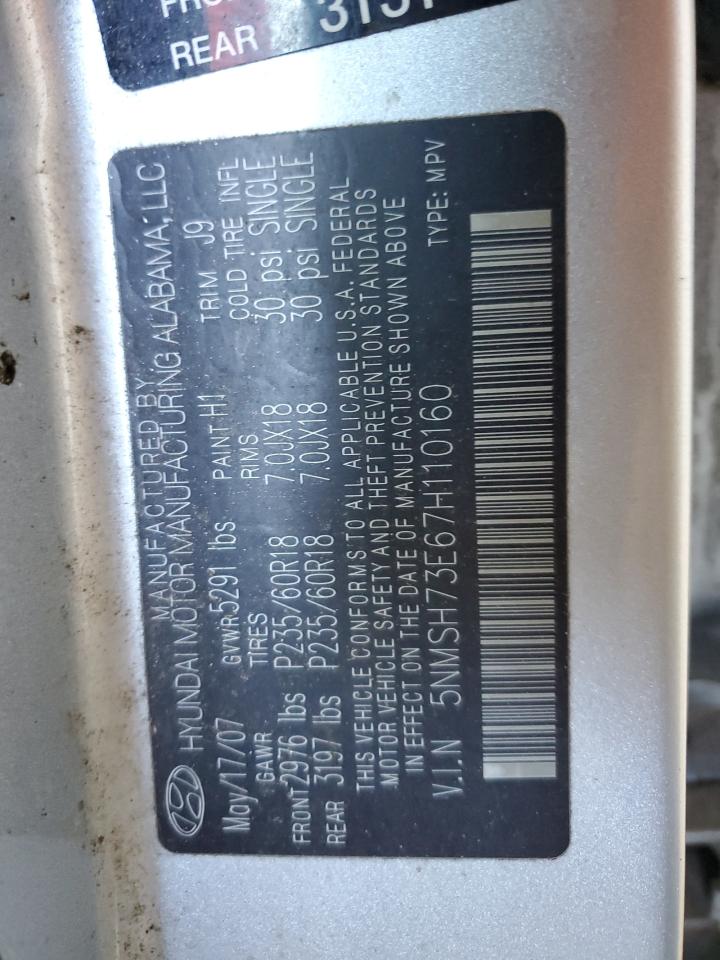 REAR
MANUFACTURED BY
HYUNDAI MOTOR MANUFACTURING ALABAMA, LLC
May/17/07 GVWR 5291 lbs PAINT H1 TRIM J9
GAWR TIRES RIMS COLD TIRE INFL
FRONT 2976 lbs P235/60R18 7.0JX18 30 psi SINGLE
REAR 3197 lbs P235/60R18 7.0JX18 30 psi SINGLE
THIS VEHICLE CONFORMS TO ALL APPLICABLE U.S.A. FEDERAL
MOTOR VEHICLE SAFETY AND THEFT PREVENTION STANDARDS
IN EFFECT ON THE DATE OF MANUFACTURE SHOWN ABOVE
V.I.N 5NMSH73E67H110160 TYPE: MPV